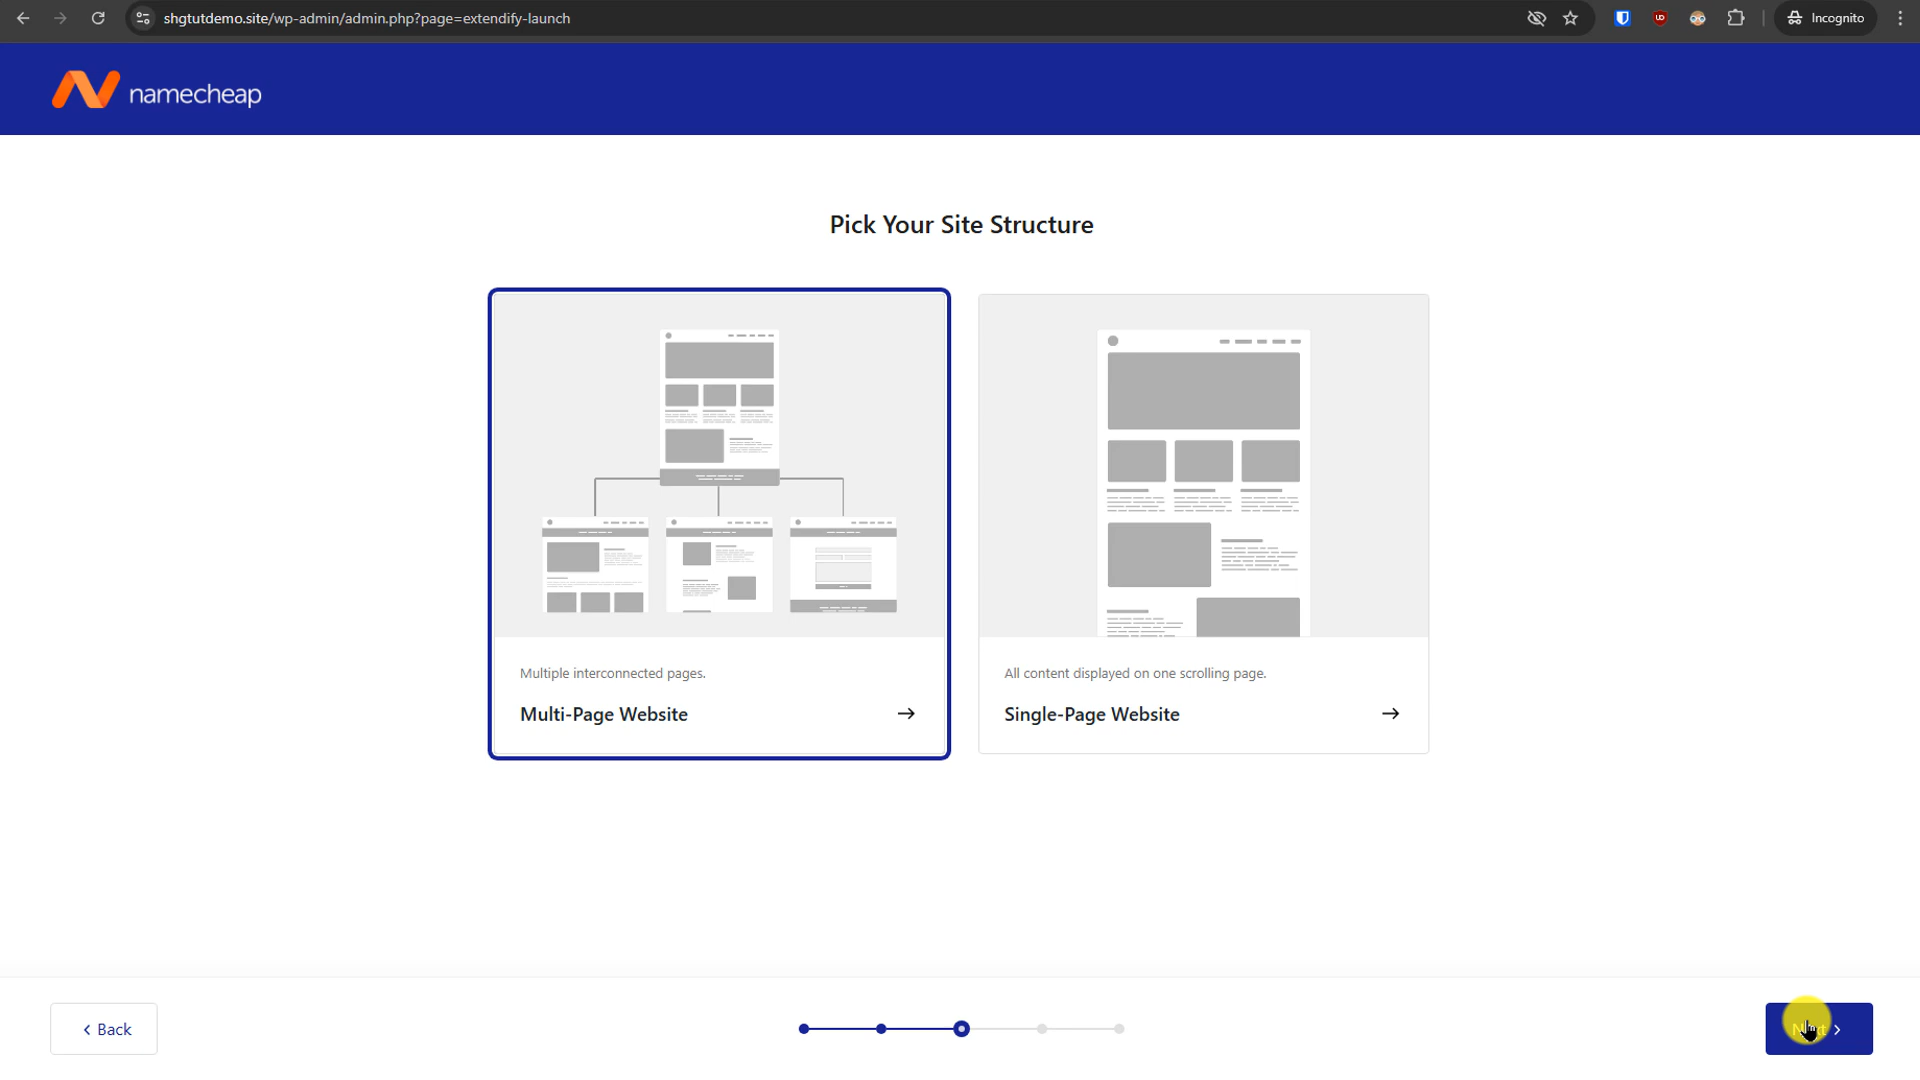 shgtutdemo.site/wp-admin/admin.php?page=extendify-launch
Incognito
namecheap
Pick Your Site Structure
Multiple interconnected pages.
Multi-Page Website
All content displayed on one scrolling page.
Single-Page Website
Back